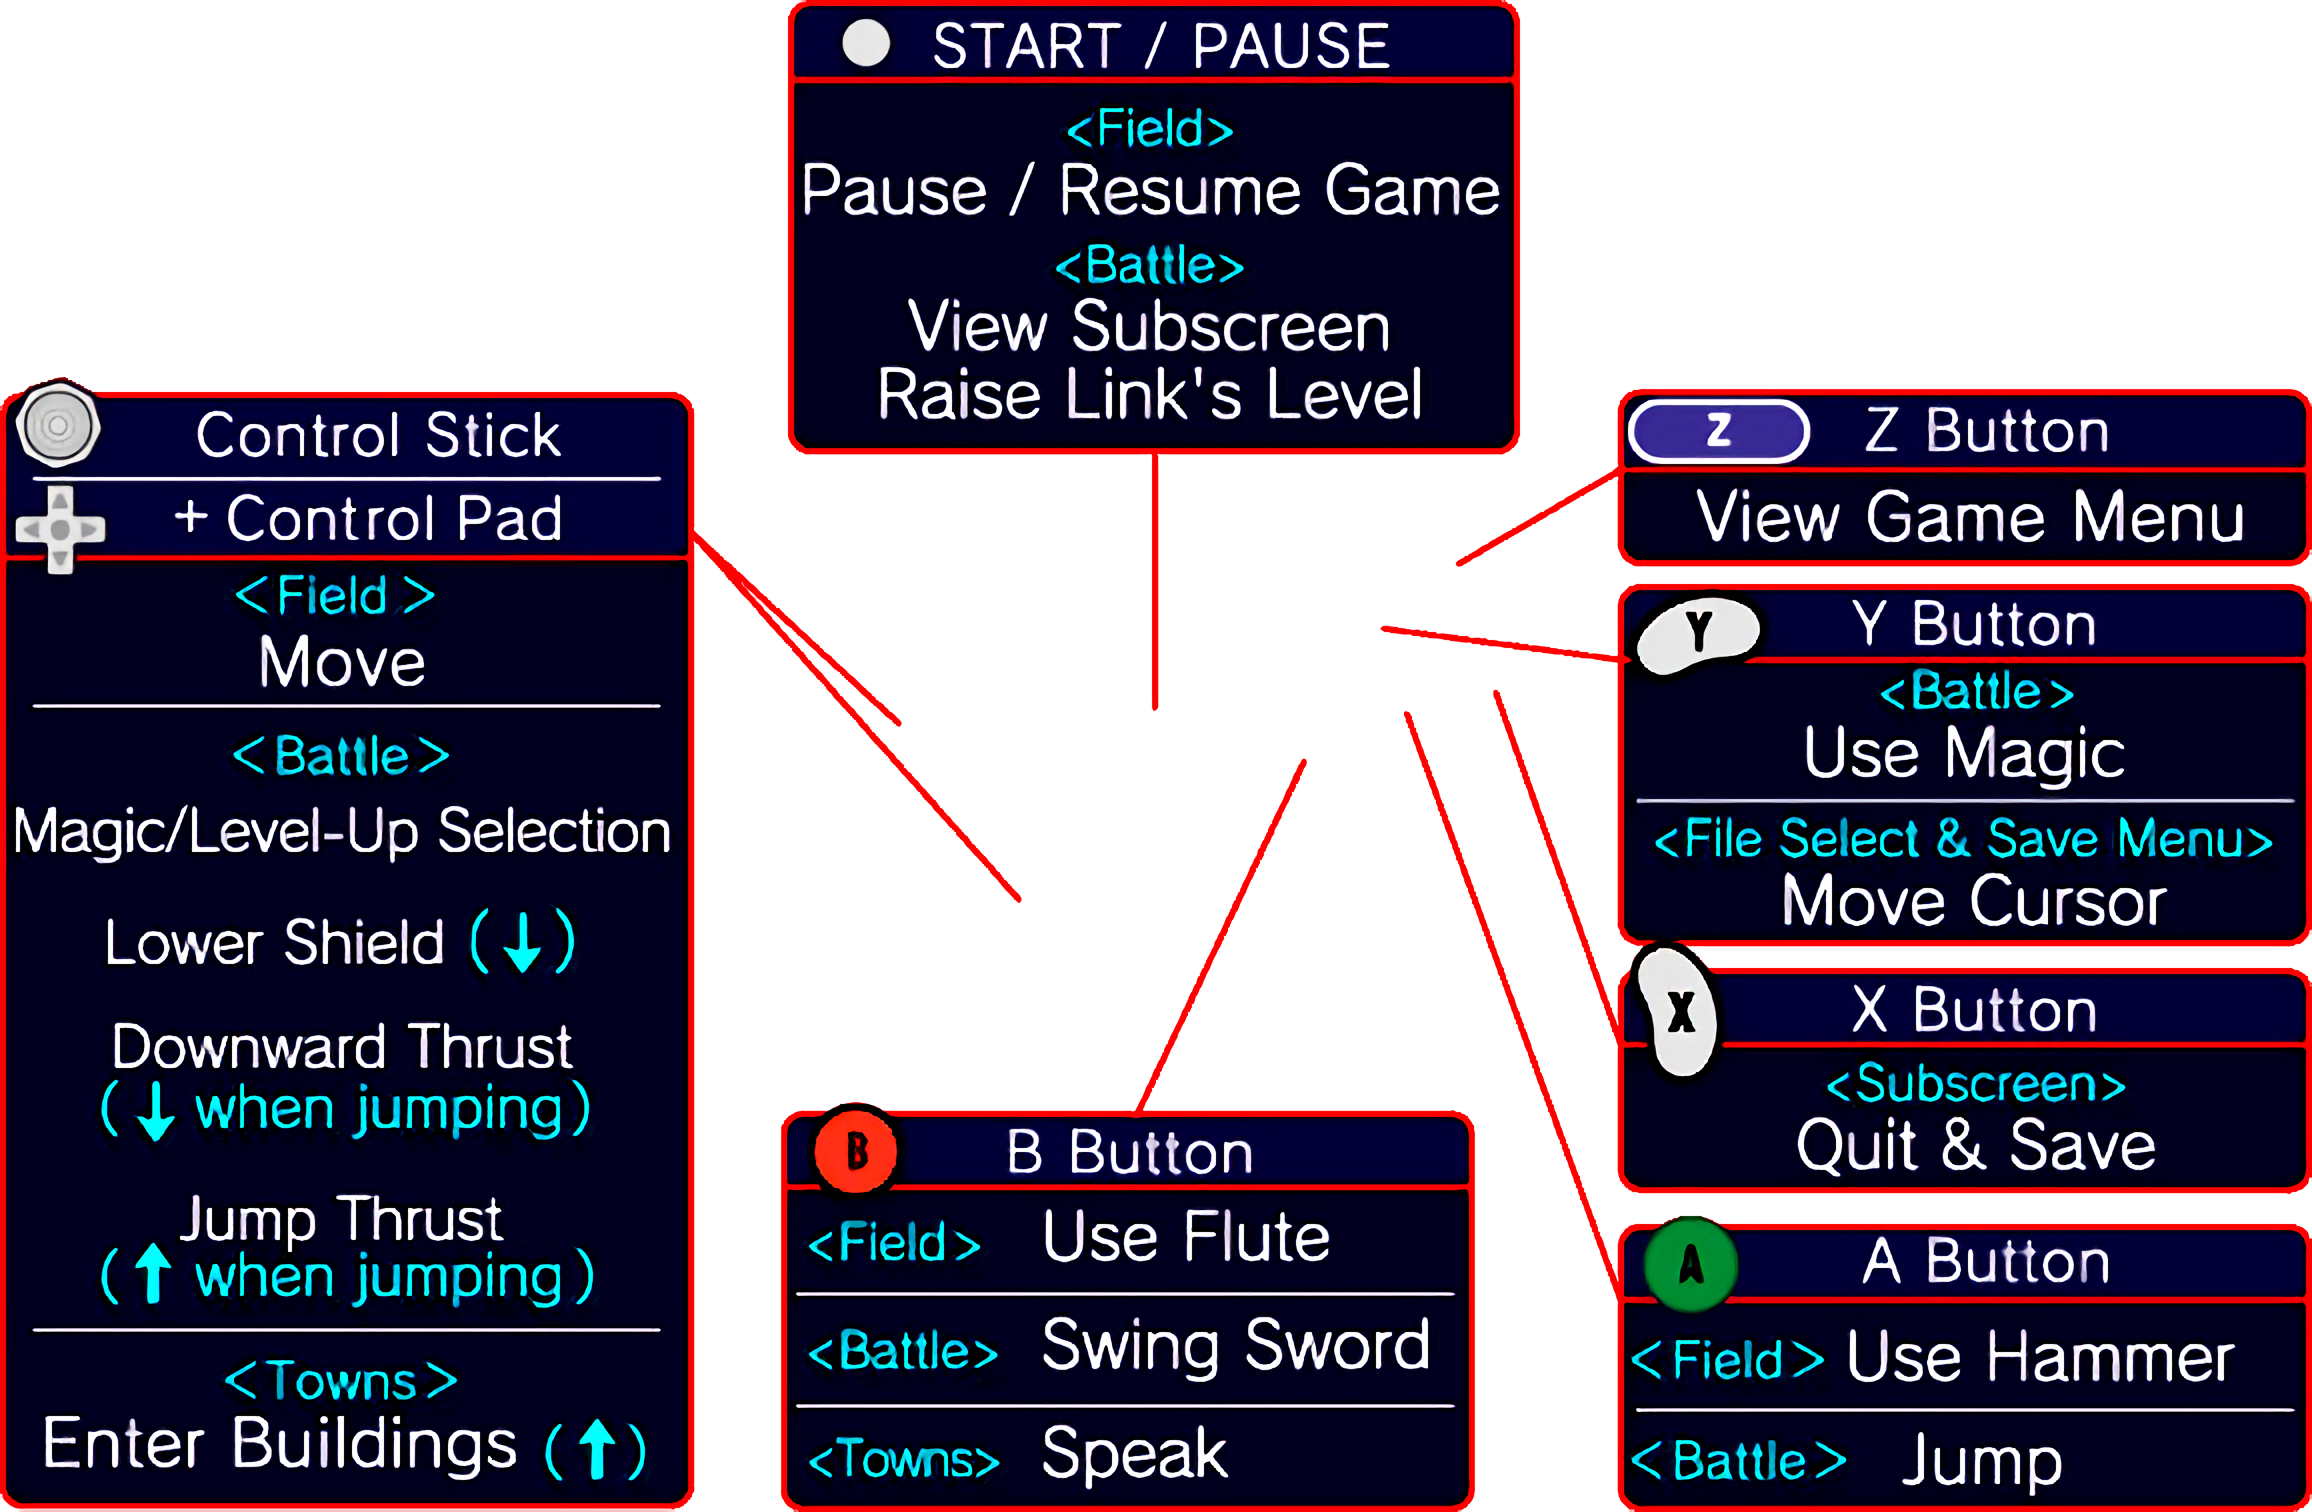 START / PAUSE
<Field>
Pause / Resume Game
<Battle>
View Subscreen
Raise Link's Level
Control Stick
+ Control Pad
<Field>
Move
<Battle>
Magic/Level-Up Selection
Lower Shield (↓)
Downward Thrust
(↓ when jumping)
Jump Thrust
(↑ when jumping)
<Towns>
Enter Buildings (↑)
B B Button
<Field> Use Flute
<Battle> Swing Sword
<Towns> Speak
Z Z Button
View Game Menu
Y Y Button
<Battle>
Use Magic
<File Select & Save Menu>
Move Cursor
X X Button
<Subscreen>
Quit & Save
A A Button
<Field> Use Hammer
<Battle> Jump